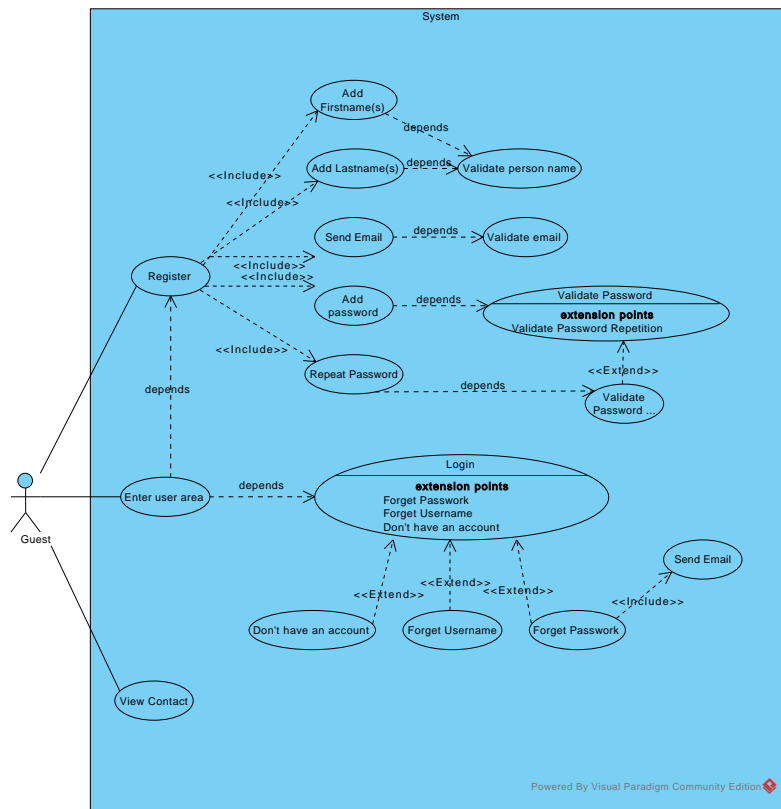 System
Add
Firstname(s)
depends
Add Lastname(s)
depends
Validate person name
<<Include>>
<<Include>>
Send Email
depends
Validate email
Register
<<Include>>
<<Include>>
Add
password
depends
Validate Password
extension points
Validate Password Repetition
<<Include>>
Repeat Password
<<Extend>>
depends
depends
Validate
Password ...
Enter user area
depends
Login
extension points
Forget Passwork
Forget Username
Don't have an account
Guest
Send Email
<<Extend>>
<<Extend>>
<<Extend>>
<<Include>>
Don't have an account
Forget Username
Forget Passwork
View Contact
Powered By Visual Paradigm Community Edition